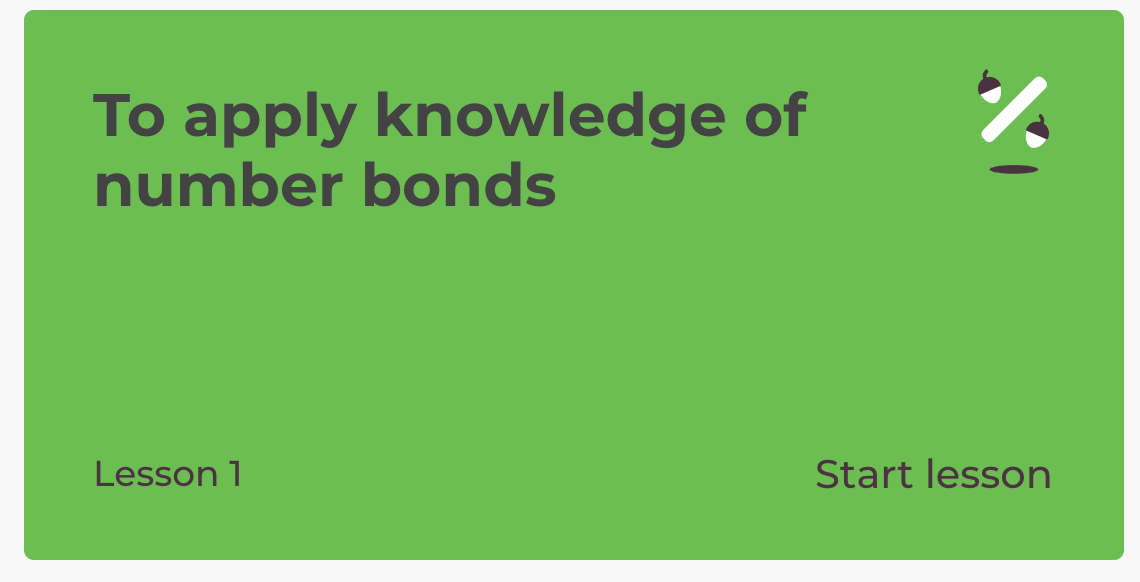 To apply knowledge of
number bonds
Lesson 1
Start lesson